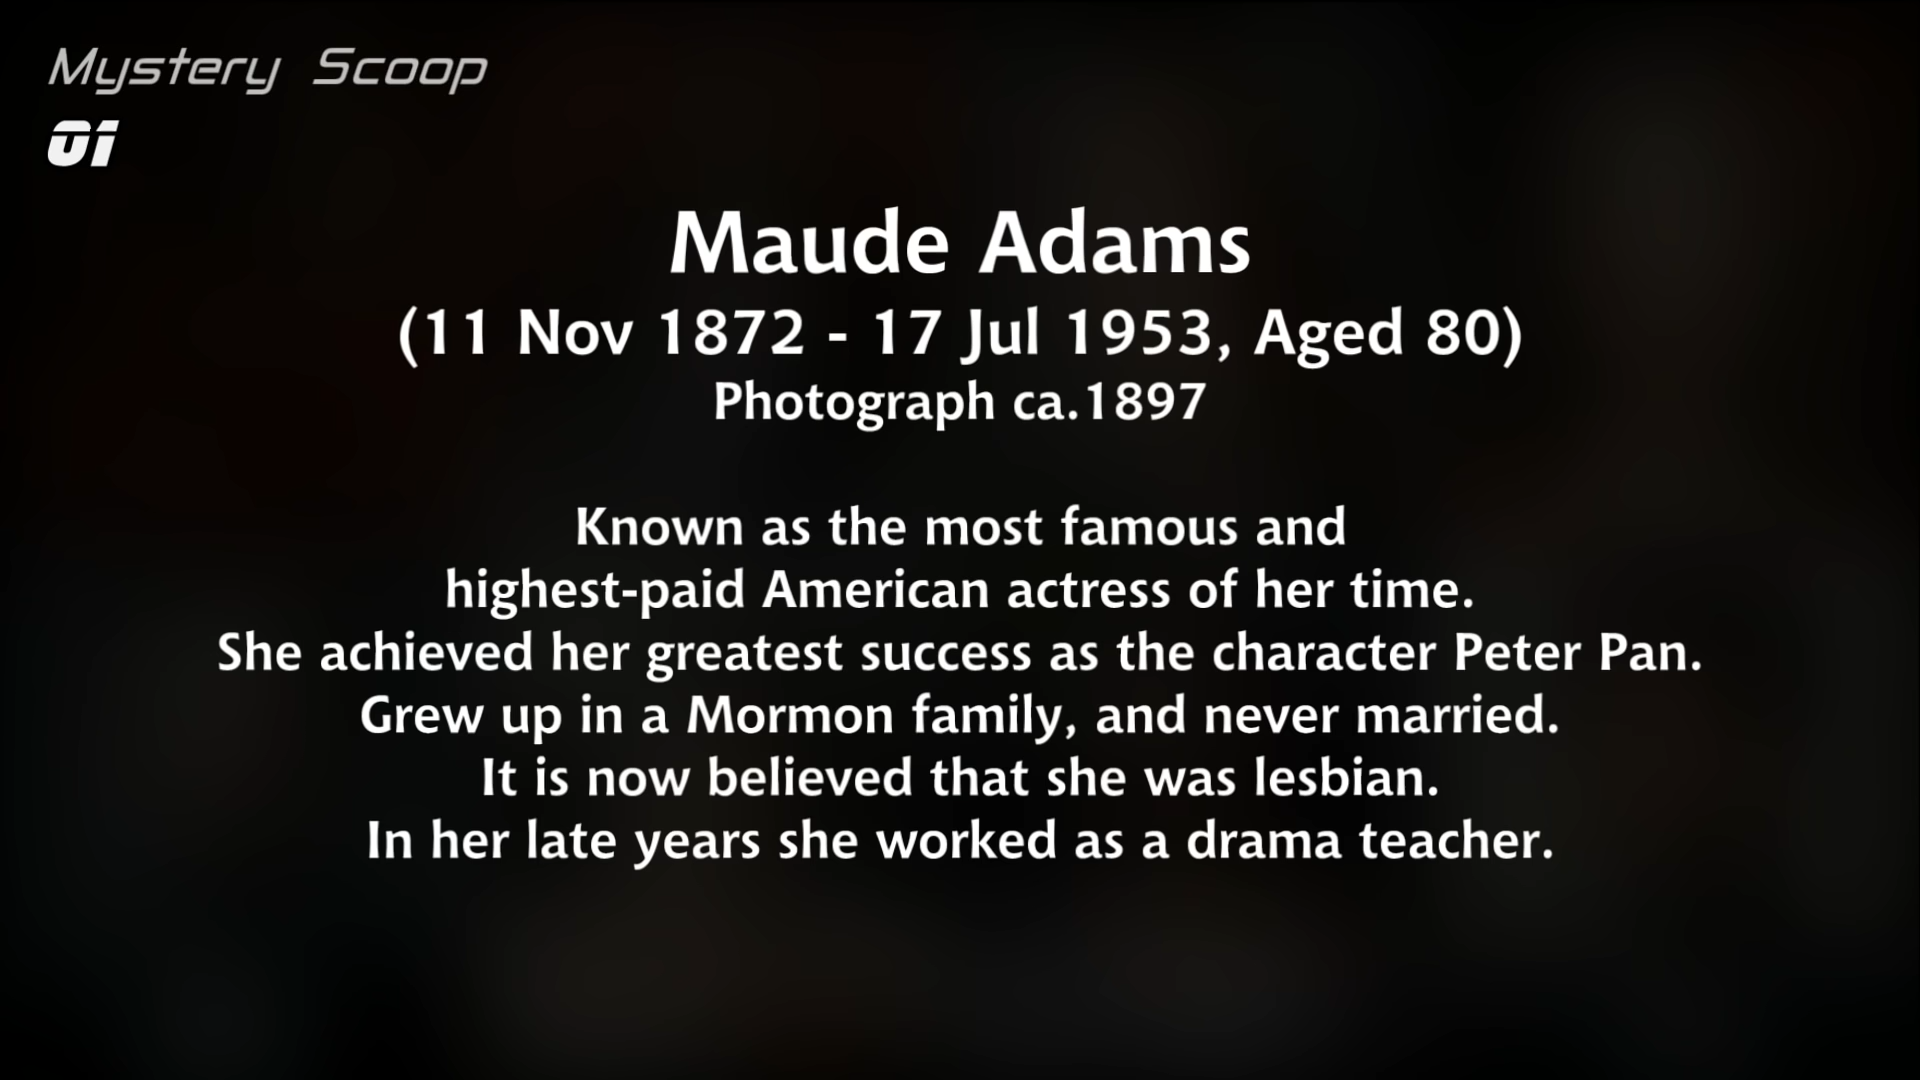 Mystery Scoop
01
Maude Adams
(11 Nov 1872 - 17 Jul 1953, Aged 80)
Photograph ca.1897
Known as the most famous and
highest-paid American actress of her time.
She achieved her greatest success as the character Peter Pan.
Grew up in a Mormon family, and never married.
It is now believed that she was lesbian.
In her late years she worked as a drama teacher.